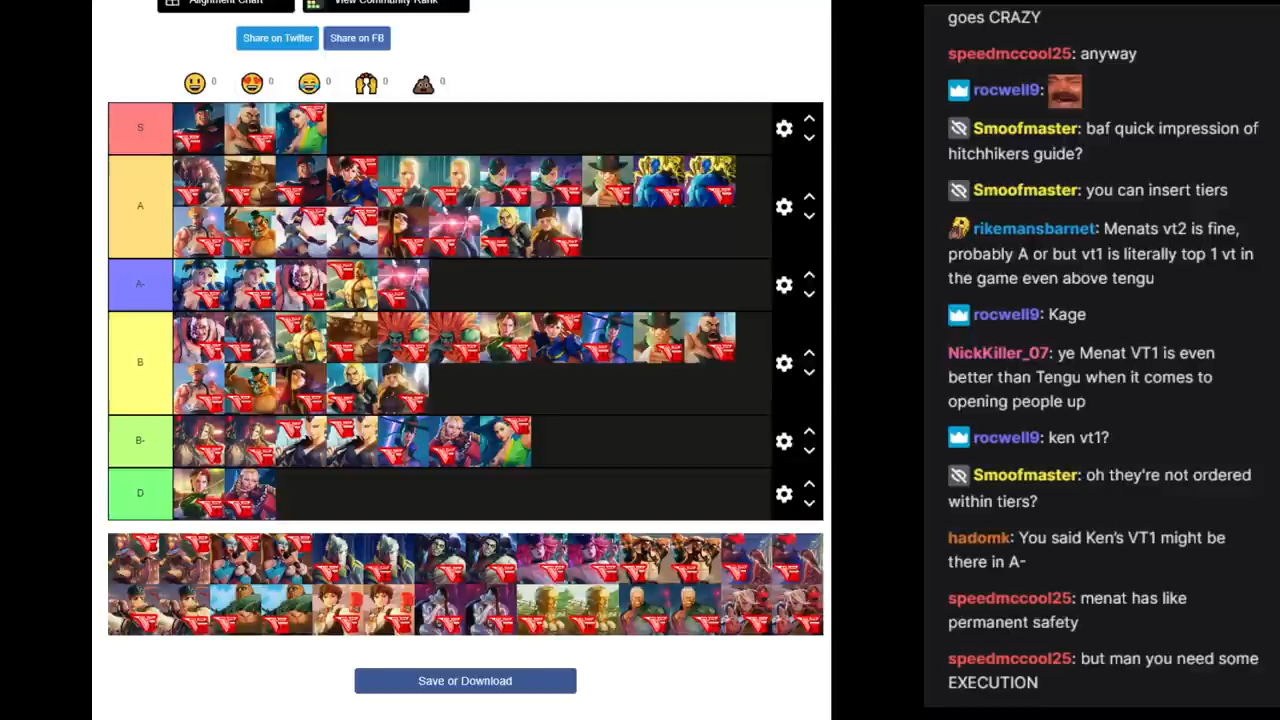 Alignment Chart
View Community Rank
Share on Twitter
Share on FB
0
0
0
0
0
S
A
A-
B
B-
D
Save or Download
goes CRAZY
speedmccool25: anyway
rocwell9:
Smoofmaster: baf quick impression of
hitchhikers guide?
Smoofmaster: you can insert tiers
rikemansbarnet: Menats vt2 is fine,
probably A or but vt1 is literally top 1 vt in
the game even above tengu
rocwell9: Kage
NickKiller_07: ye Menat VT1 is even
better than Tengu when it comes to
opening people up
rocwell9: ken vt1?
Smoofmaster: oh they're not ordered
within tiers?
hadomk: You said Ken's VT1 might be
there in A-
speedmccool25: menat has like
permanent safety
speedmccool25: but man you need some
EXECUTION